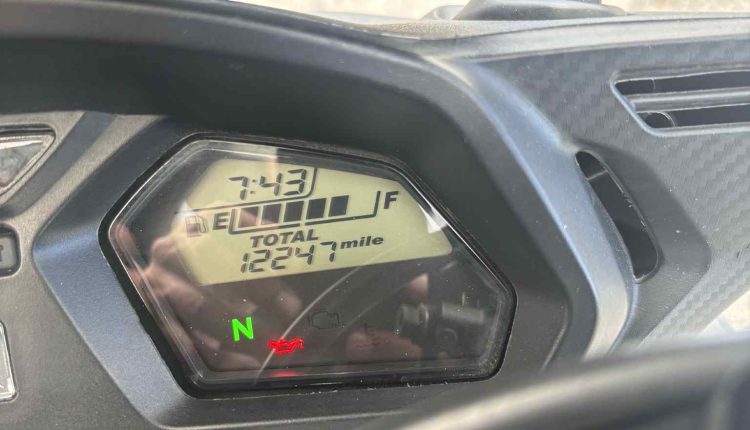 7:43
E F
TOTAL
12247 mile
N